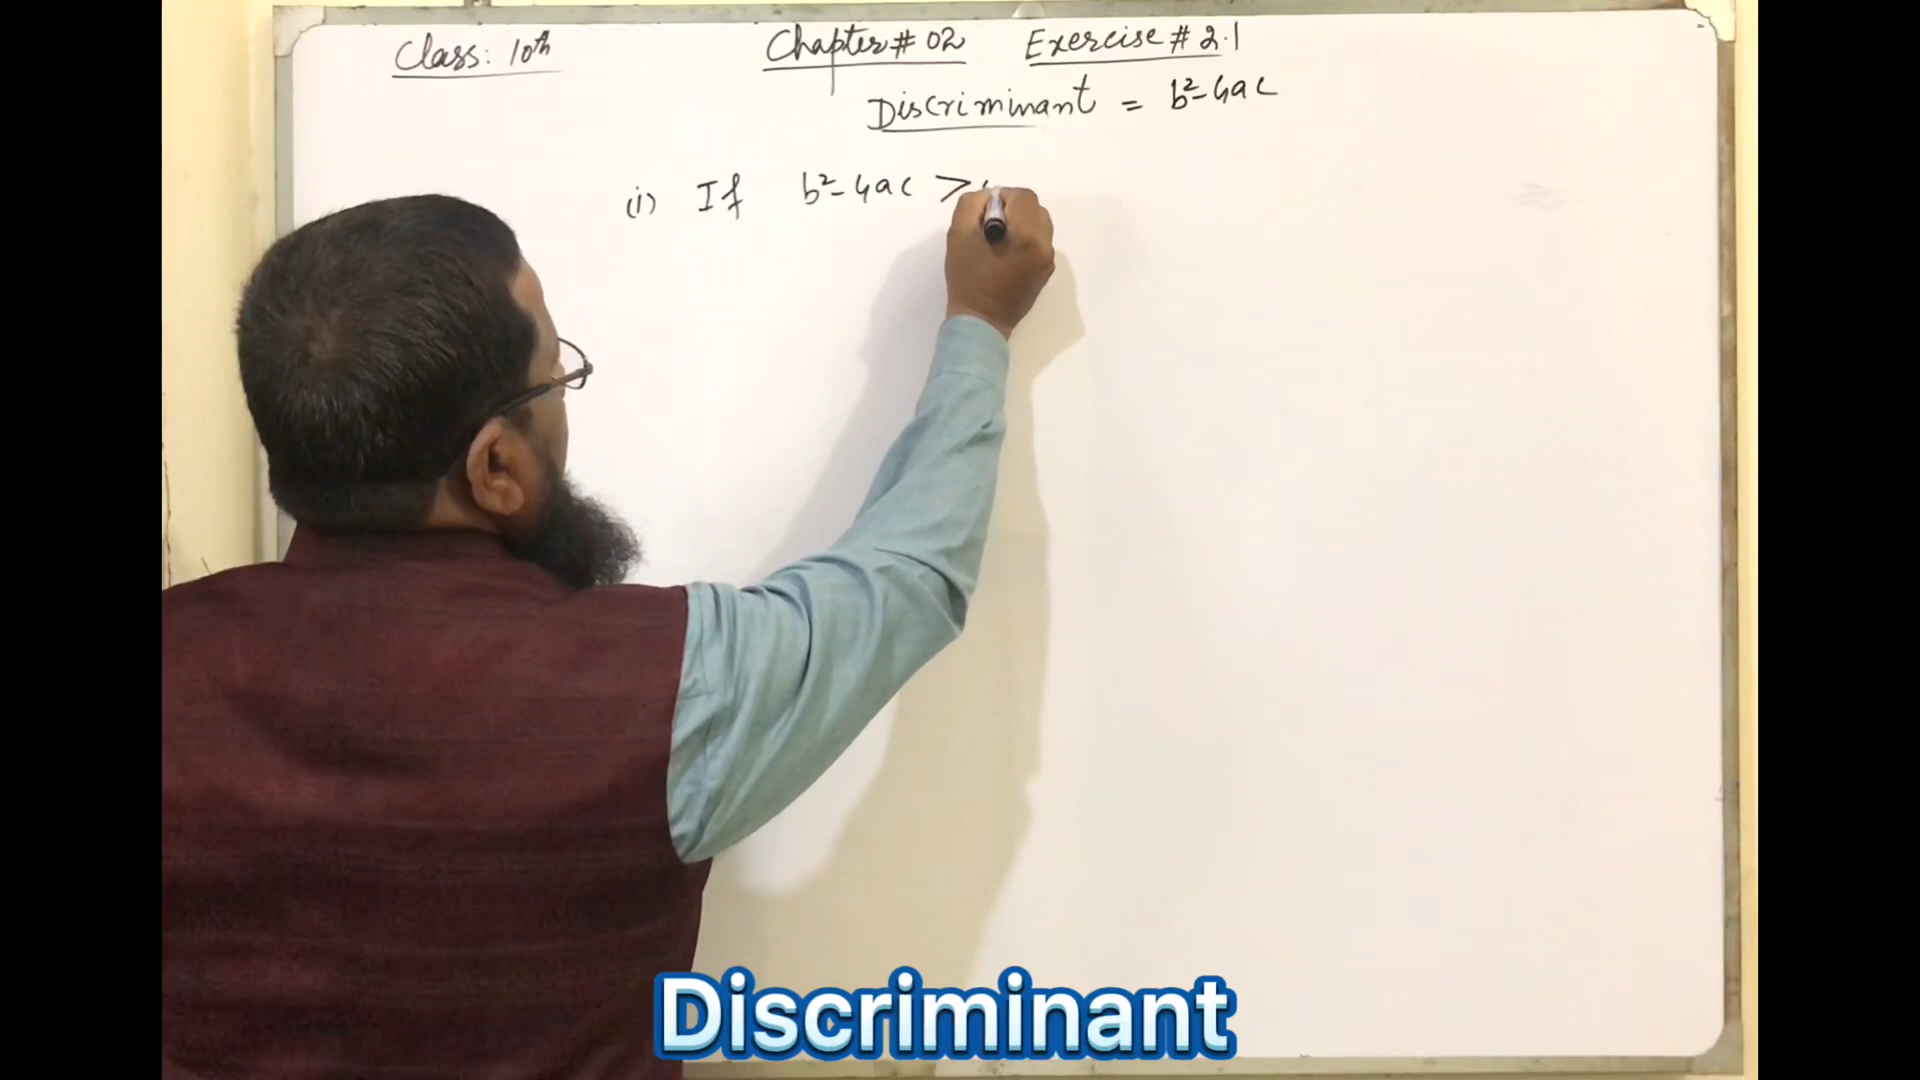 Class: 10th Chapter # 02 Exercise # 2.1
Discriminant = b²-4ac
(i) If b²-4ac >
Discriminant